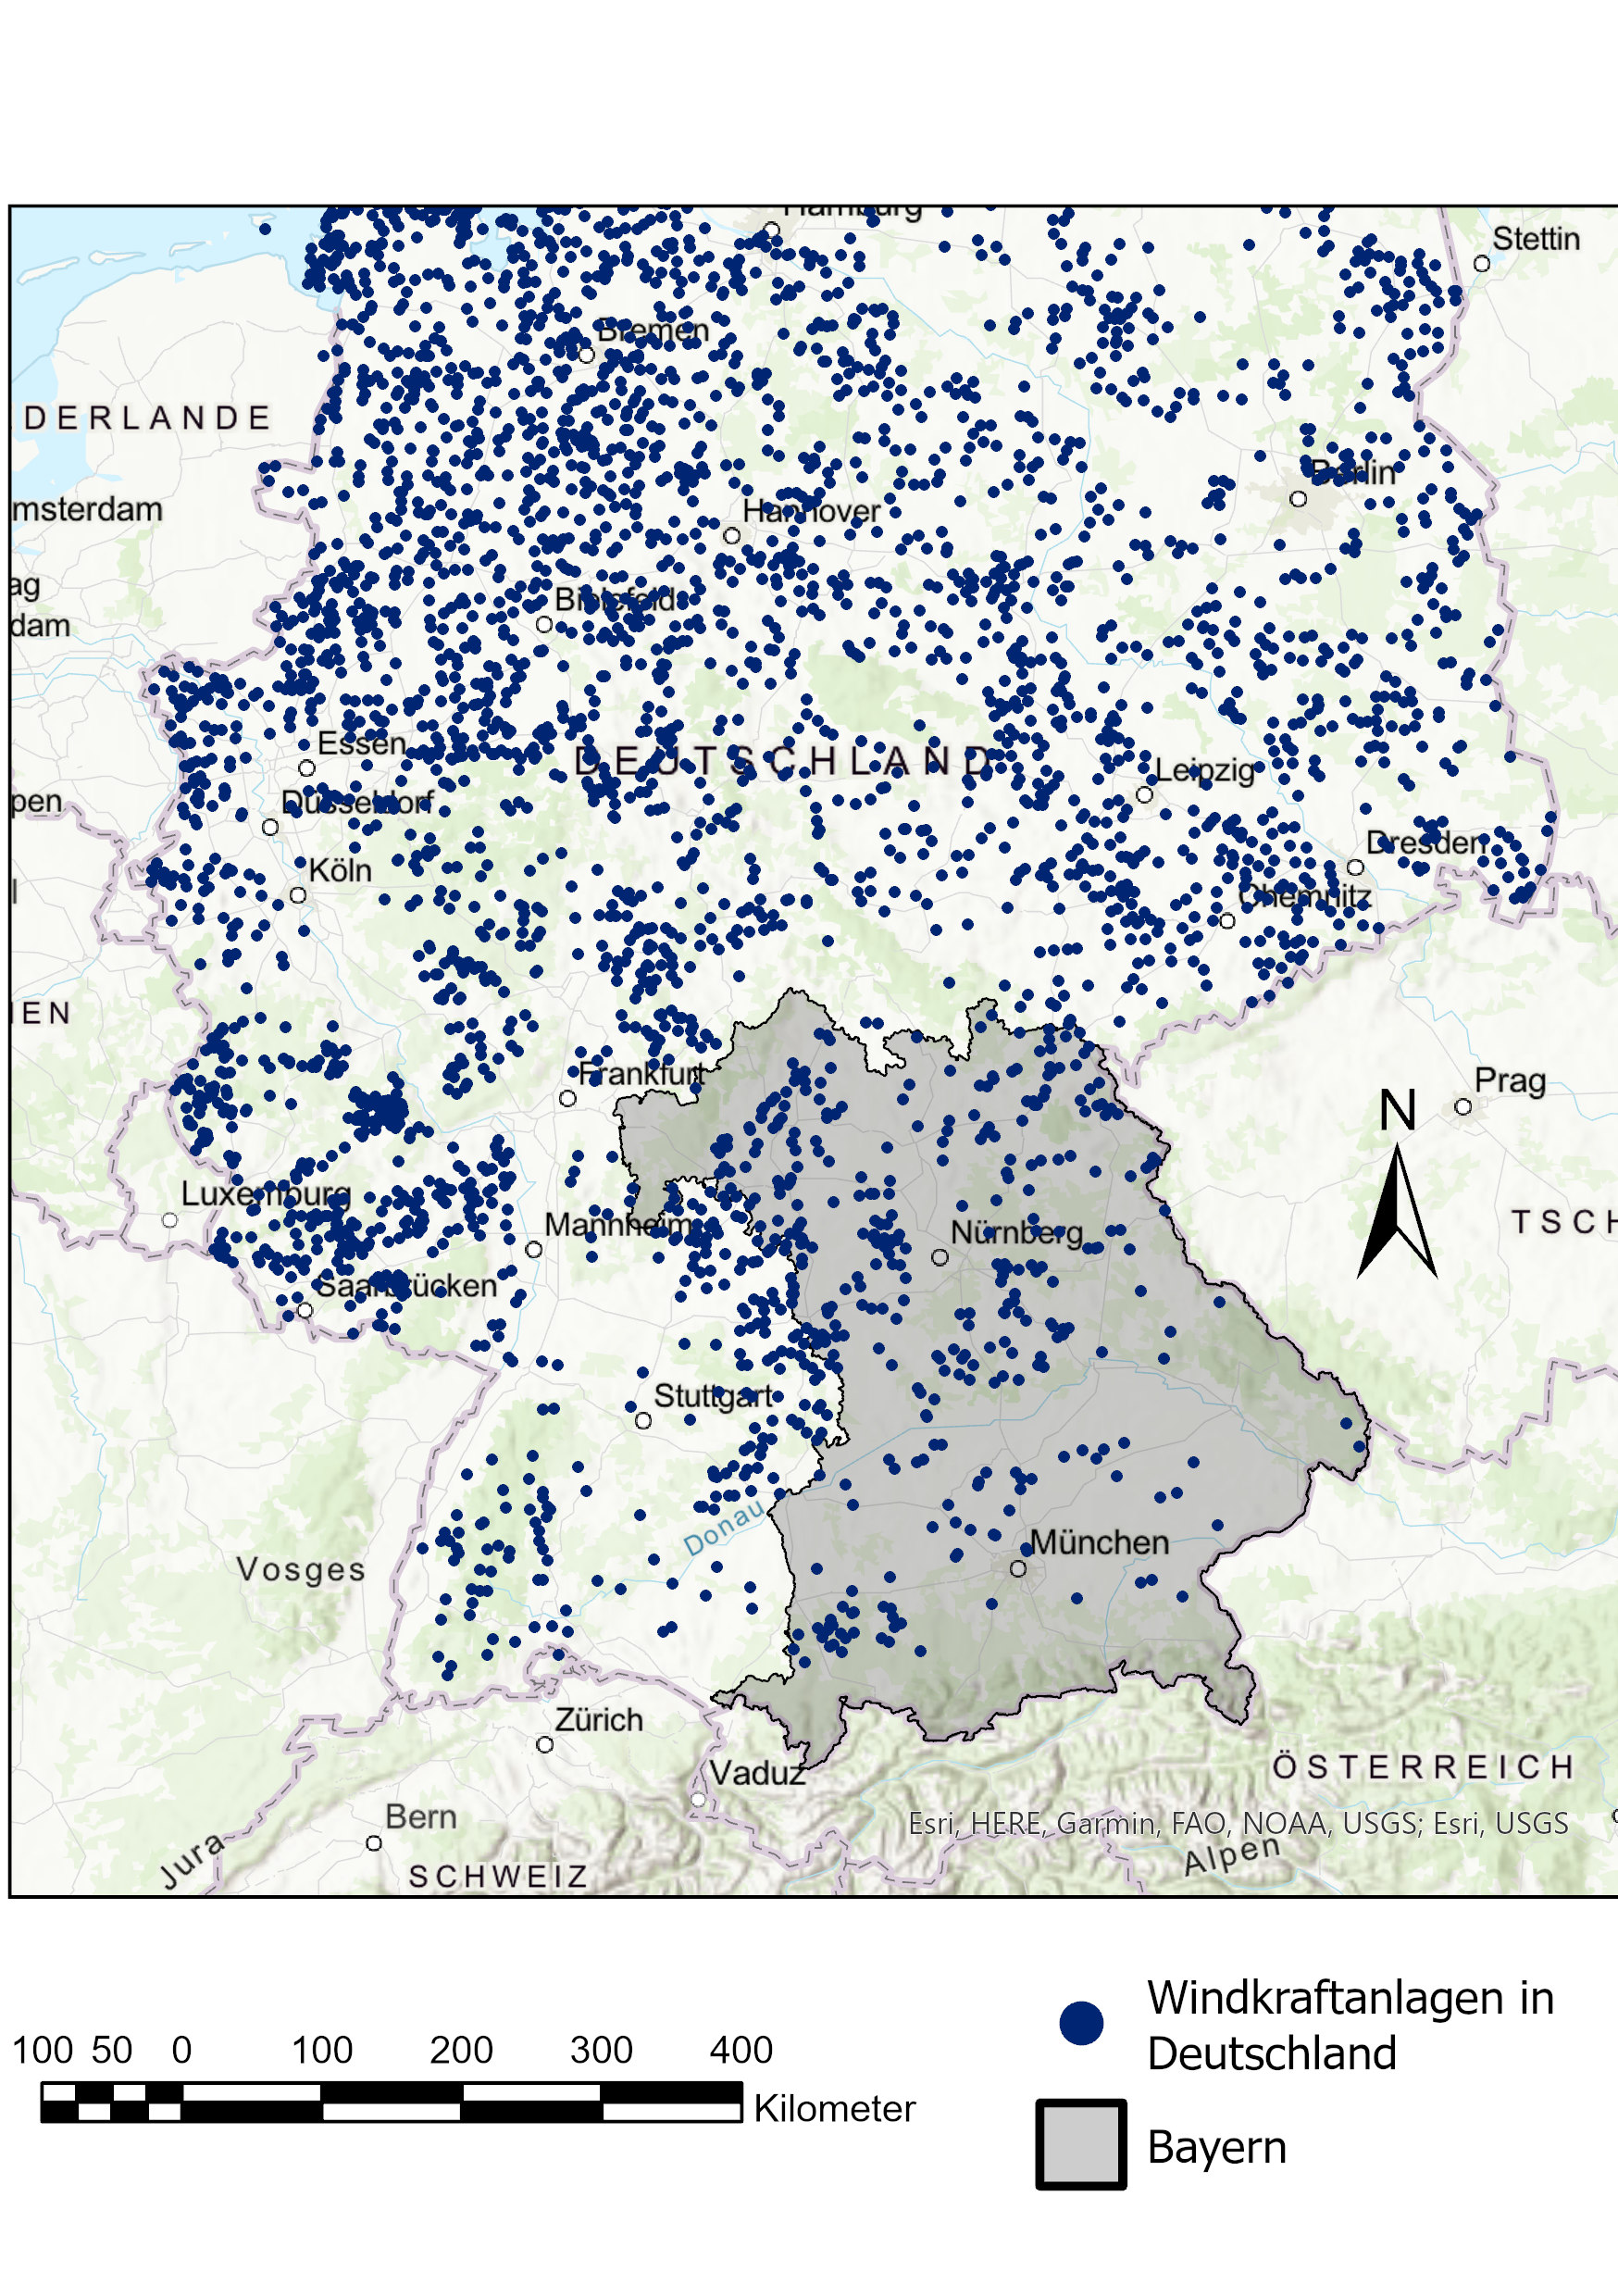 Hamburg
Stettin
Bremen
DERLANDE
Berlin
msterdam
Hannover
ag
Bielefeld
dam
Essen
DEUTSCHLAND
Leipzig
pen
Düsseldorf
Dresden
Köln
l
Chemnitz
IEN
Frankfurt
Prag
N
Luxemburg
Mannheim
Nürnberg
TSCH
Saarbrücken
Stuttgart
Donau
München
Vosges
Zürich
Vaduz
ÖSTERREICH
Bern
Esri, HERE, Garmin, FAO, NOAA, USGS; Esri, USGS
Jura
Alpen
SCHWEIZ
Windkraftanlagen in
Deutschland
100 50 0 100 200 300 400
Kilometer
Bayern